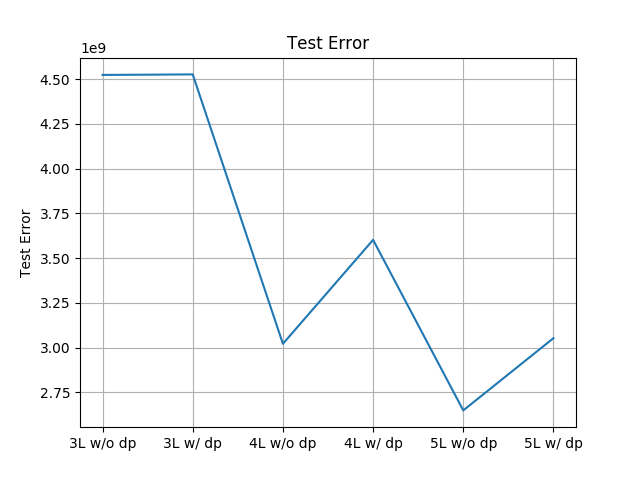 Test Error
1e9
4.50
4.25
4.00
3.75
3.50
3.25
3.00
2.75
Test Error
3L w/o dp
3L w/ dp
4L w/o dp
4L w/ dp
5L w/o dp
5L w/ dp